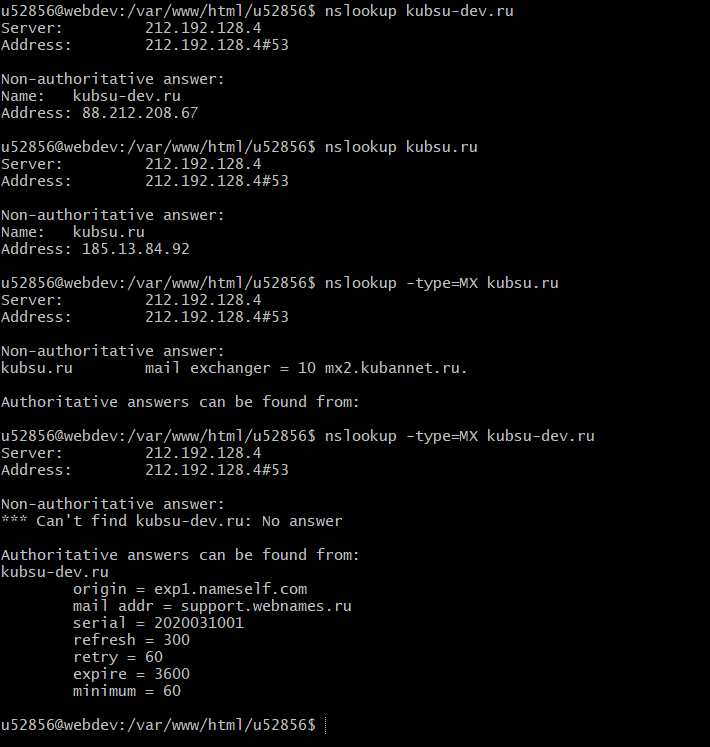 u52856@webdev:/var/www/html/u52856$ nslookup kubsu-dev.ru
Server:         212.192.128.4
Address:        212.192.128.4#53

Non-authoritative answer:
Name:   kubsu-dev.ru
Address: 88.212.208.67

u52856@webdev:/var/www/html/u52856$ nslookup kubsu.ru
Server:         212.192.128.4
Address:        212.192.128.4#53

Non-authoritative answer:
Name:   kubsu.ru
Address: 185.13.84.92

u52856@webdev:/var/www/html/u52856$ nslookup -type=MX kubsu.ru
Server:         212.192.128.4
Address:        212.192.128.4#53

Non-authoritative answer:
kubsu.ru        mail exchanger = 10 mx2.kubannet.ru.

Authoritative answers can be found from:

u52856@webdev:/var/www/html/u52856$ nslookup -type=MX kubsu-dev.ru
Server:         212.192.128.4
Address:        212.192.128.4#53

Non-authoritative answer:
*** Can't find kubsu-dev.ru: No answer

Authoritative answers can be found from:
kubsu-dev.ru
        origin = exp1.nameself.com
        mail addr = support.webnames.ru
        serial = 2020031001
        refresh = 300
        retry = 60
        expire = 3600
        minimum = 60

u52856@webdev:/var/www/html/u52856$